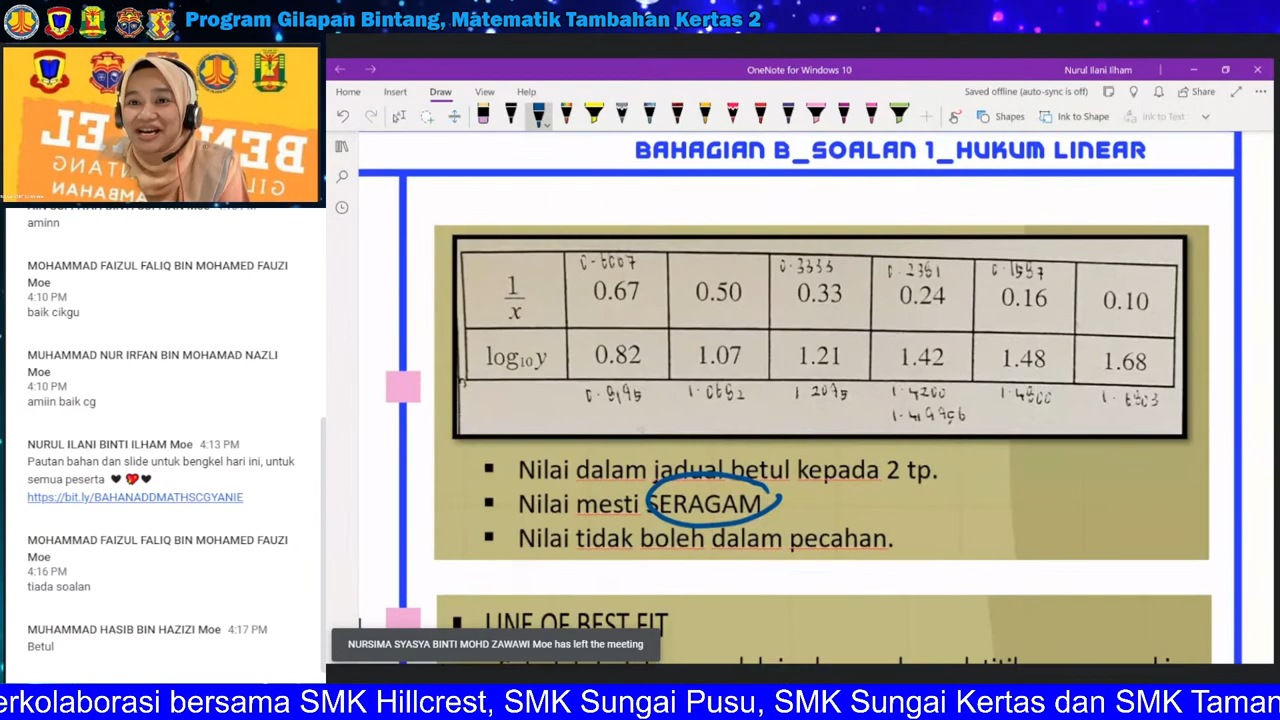 Program Gilapan Bintang, Matematik Tambahan Kertas 2
OneNote for Windows 10
Nurul Ilani Ilham
Home Insert Draw View Help
Saved offline (auto-sync is off)
Share
Shapes
Ink to Shape
Ink to Text
BAHAGIAN B_SOALAN 1_HUKUM LINEAR
aminn
MOHAMMAD FAIZUL FALIQ BIN MOHAMED FAUZI
Moe
4:10 PM
baik cikgu
MUHAMMAD NUR IRFAN BIN MOHAMAD NAZLI
Moe
4:10 PM
amiin baik cg
NURUL ILANI BINTI ILHAM Moe 4:13 PM
Pautan bahan dan slide untuk bengkel hari ini, untuk
semua peserta
https://bit.ly/BAHANADDMATHSCGYANIE
MOHAMMAD FAIZUL FALIQ BIN MOHAMED FAUZI
Moe
4:16 PM
tiada soalan
MUHAMMAD HASIB BIN HAZIZI Moe 4:17 PM
Betul
0.3333 0.2381
1/x 0.67 0.50 0.33 0.24 0.16 0.10
log10y 0.82 1.07 1.21 1.42 1.48 1.68
1.2095 1.4200
Nilai dalam jadual betul kepada 2 tp.
Nilai mesti SERAGAM
Nilai tidak boleh dalam pecahan.
LINE OF BEST FIT
NURSIMA SYASYA BINTI MOHD ZAWAWI Moe has left the meeting
erkolaborasi bersama SMK Hillcrest, SMK Sungai Pusu, SMK Sungai Kertas dan SMK Taman